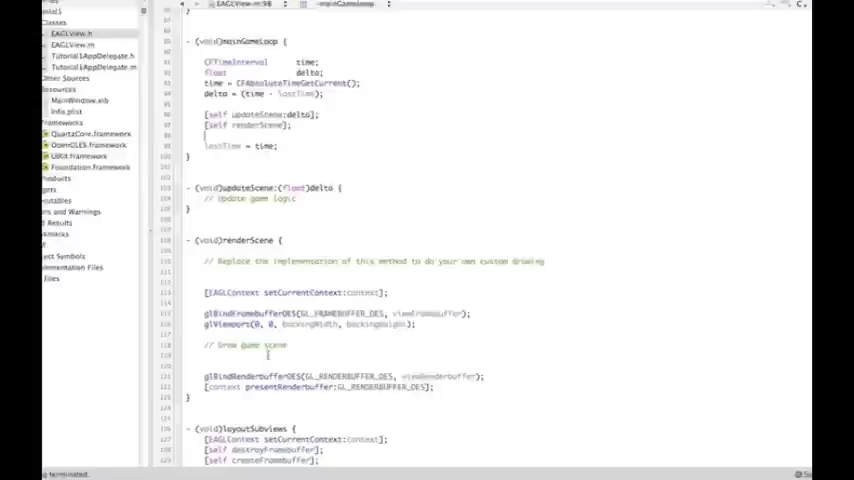 EAGLView.m:98
-mainGameLoop
Classes
EAGLView.h
EAGLView.m
Tutorial1AppDelegate.h
Tutorial1AppDelegate.m
Other Sources
Resources
MainWindow.xib
Info.plist
Frameworks
QuartzCore.framework
OpenGLES.framework
UIKit.framework
Foundation.framework
Products
- (void)mainGameLoop {
CFTimeInterval time;
float delta;
time = CFAbsoluteTimeGetCurrent();
delta = (time - lastTime);
[self updateScene:delta];
[self renderScene];
lastTime = time;
}
- (void)updateScene:(float)delta {
// Update game logic
}
- (void)renderScene {
// Replace the implementation of this method to do your own custom drawing
[EAGLContext setCurrentContext:context];
glBindFramebufferOES(GL_FRAMEBUFFER_OES, viewFramebuffer);
glViewport(0, 0, backingWidth, backingHeight);
// Draw game scene
glBindRenderbufferOES(GL_RENDERBUFFER_OES, viewRenderbuffer);
[context presentRenderbuffer:GL_RENDERBUFFER_OES];
}
- (void)layoutSubviews {
[EAGLContext setCurrentContext:context];
[self destroyFramebuffer];
[self createFramebuffer];